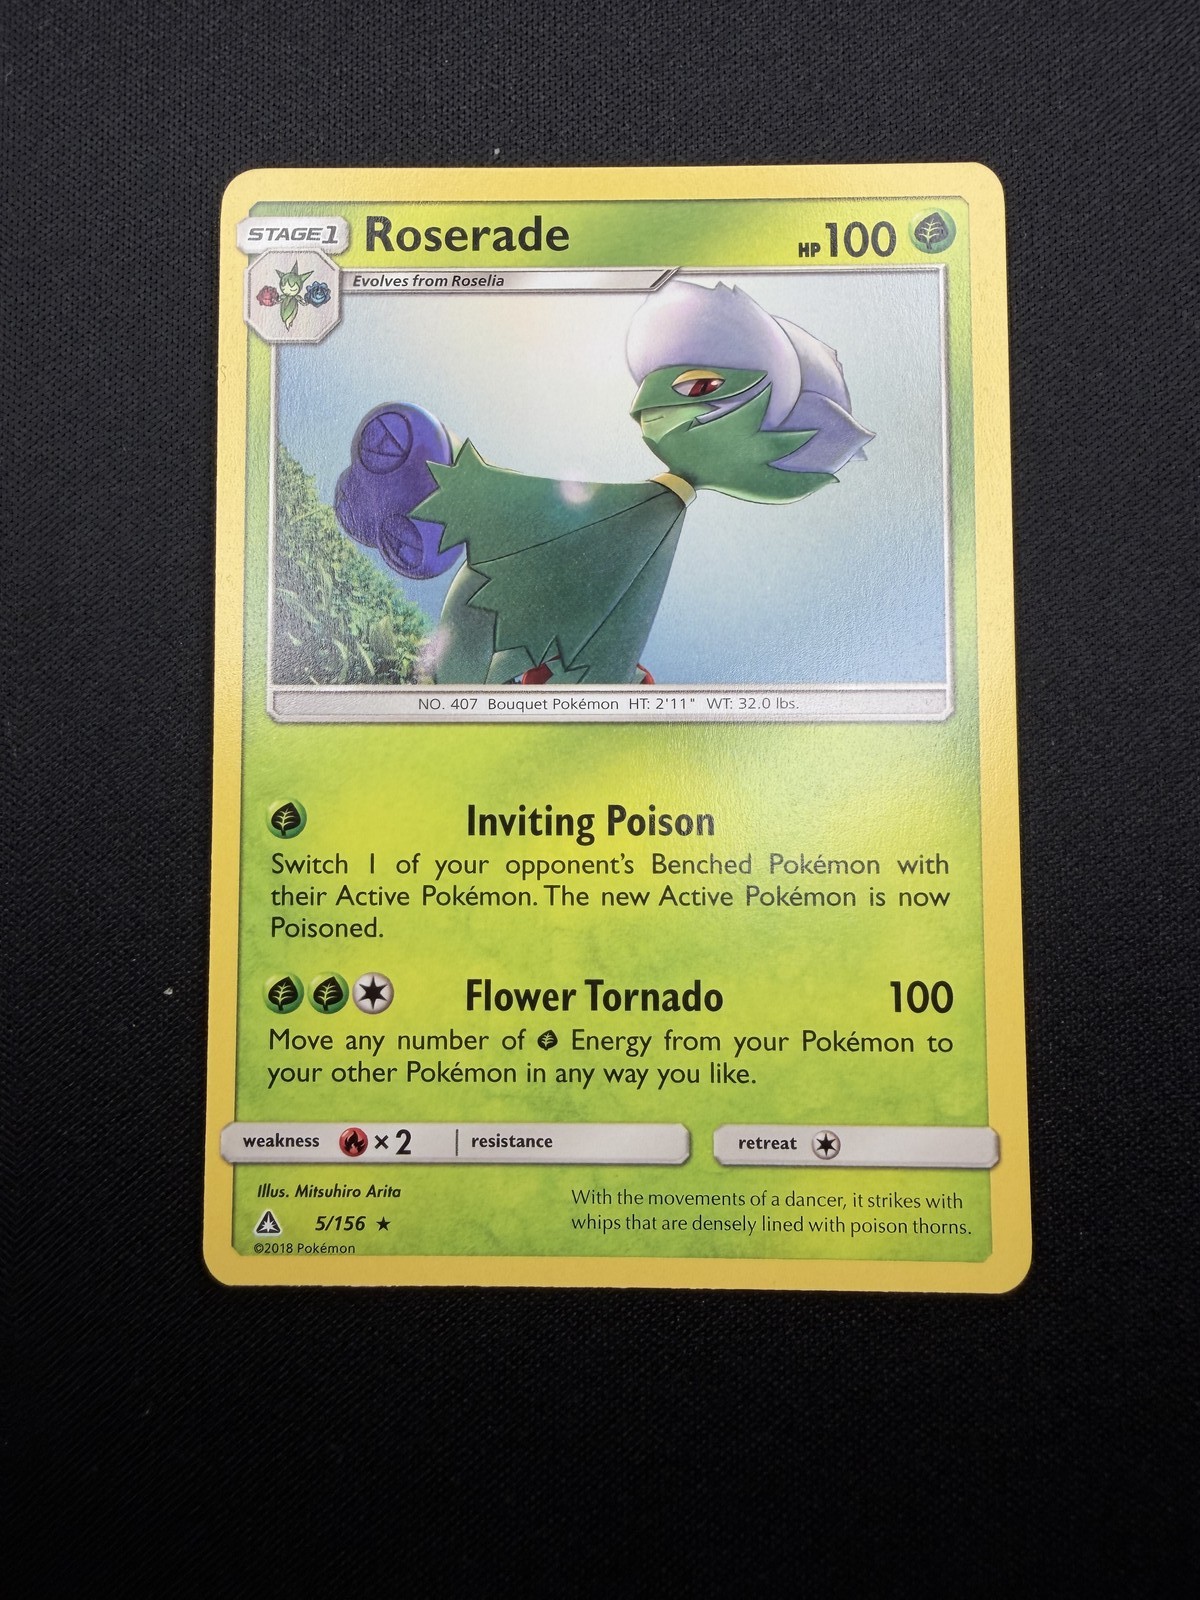 STAGE 1
Roserade
HP 100
Evolves from Roselia
NO. 407 Bouquet Pokémon HT: 2'11" WT: 32.0 lbs.
Inviting Poison
Switch 1 of your opponent's Benched Pokémon with
their Active Pokémon. The new Active Pokémon is now
Poisoned.
Flower Tornado 100
Move any number of Energy from your Pokémon to
your other Pokémon in any way you like.
weakness ×2 resistance
retreat
Illus. Mitsuhiro Arita
5/156 ★
©2018 Pokémon
With the movements of a dancer, it strikes with
whips that are densely lined with poison thorns.